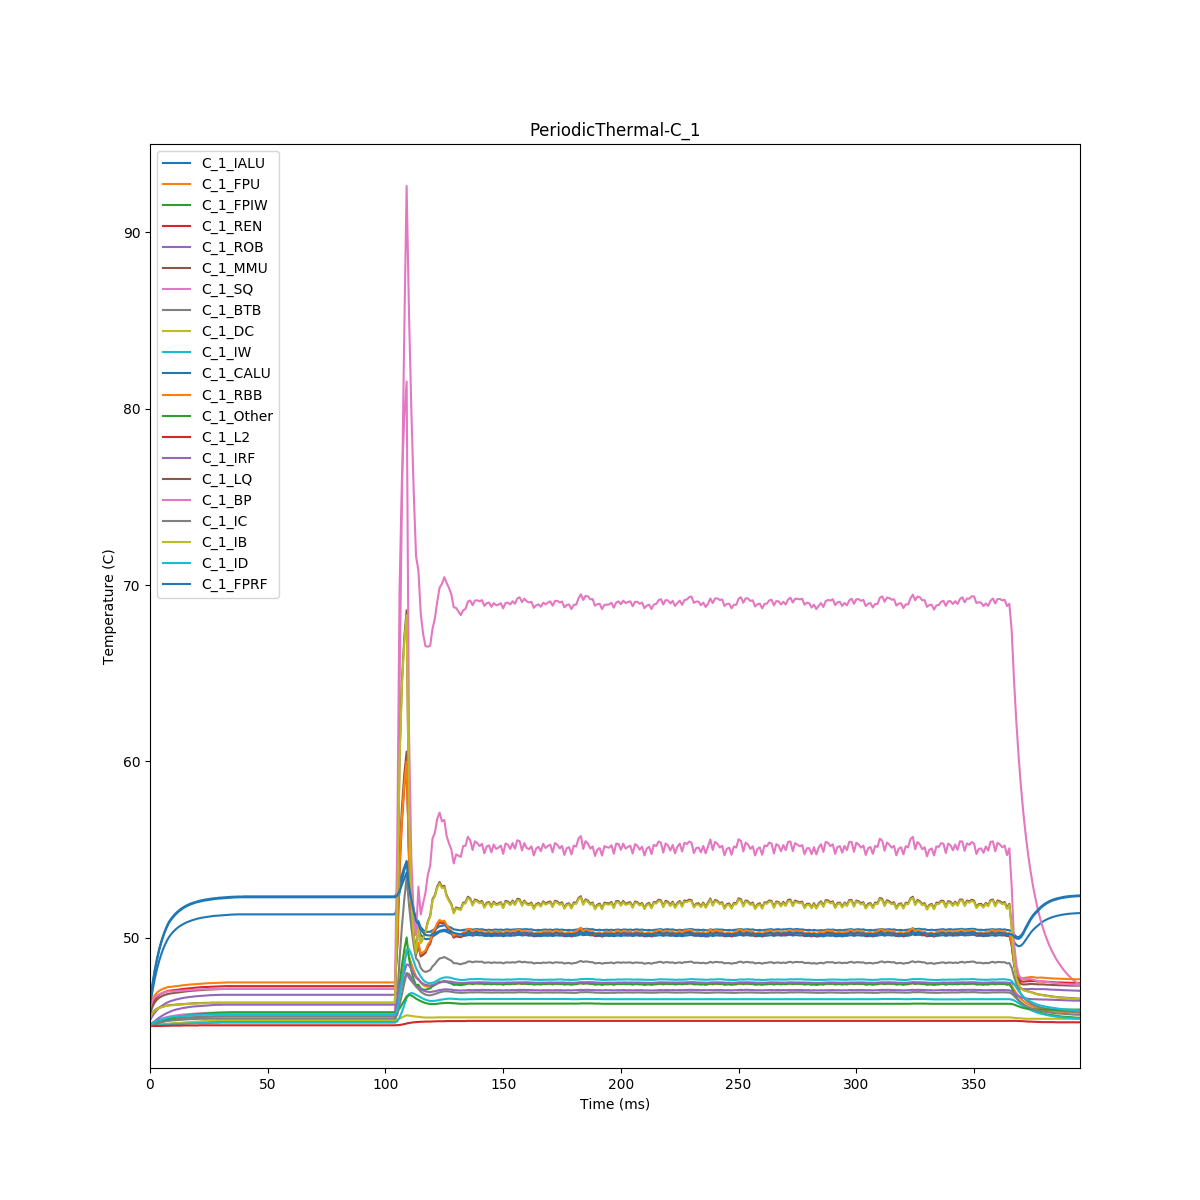 PeriodicThermal-C_1
C_1_IALU
C_1_FPU
C_1_FPIW
C_1_REN
C_1_ROB
C_1_MMU
C_1_SQ
C_1_BTB
C_1_DC
C_1_IW
C_1_CALU
C_1_RBB
C_1_Other
C_1_L2
C_1_IRF
C_1_LQ
C_1_BP
C_1_IC
C_1_IB
C_1_ID
C_1_FPRF
90
80
70
60
50
Temperature (C)
0 50 100 150 200 250 300 350
Time (ms)